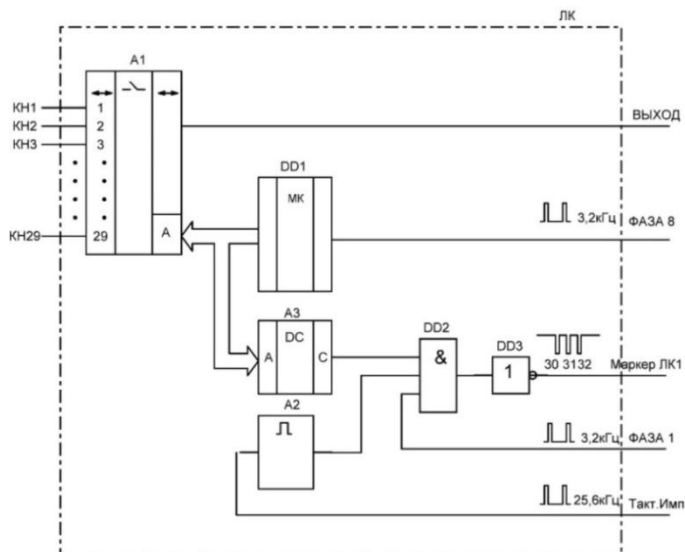 ЛК
А1
КН1
1
ВЫХОД
КН2
2
КН3
3
DD1
МК
3,2кГц
ФАЗА 8
КН29
29
А
А3
DC
А
С
DD2
&
DD3
1
30 3132
Маркер ЛК1
А2
3,2кГц
ФАЗА 1
25,6кГц
Такт.Имп